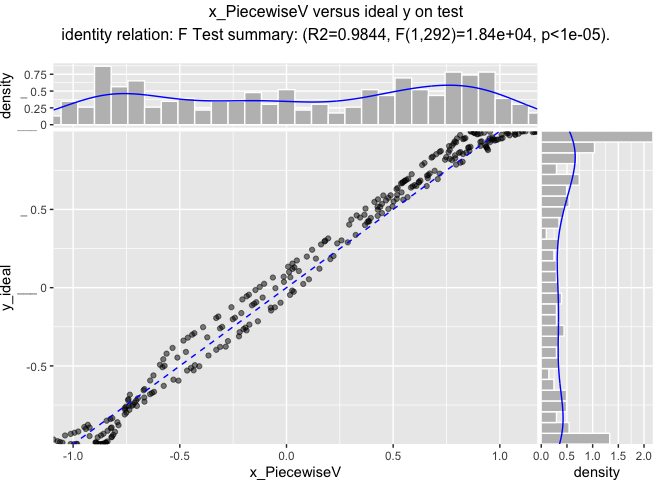 x_PiecewiseV versus ideal y on test
identity relation: F Test summary: (R2=0.9844, F(1,292)=1.84e+04, p<1e-05).
density
0.75
0.5
0.25
0
y_ideal
0.5
0
-0.5
-1.0 -0.5 0.0 0.5 1.0
x_PiecewiseV
0.0 0.5 1.0 1.5 2.0
density